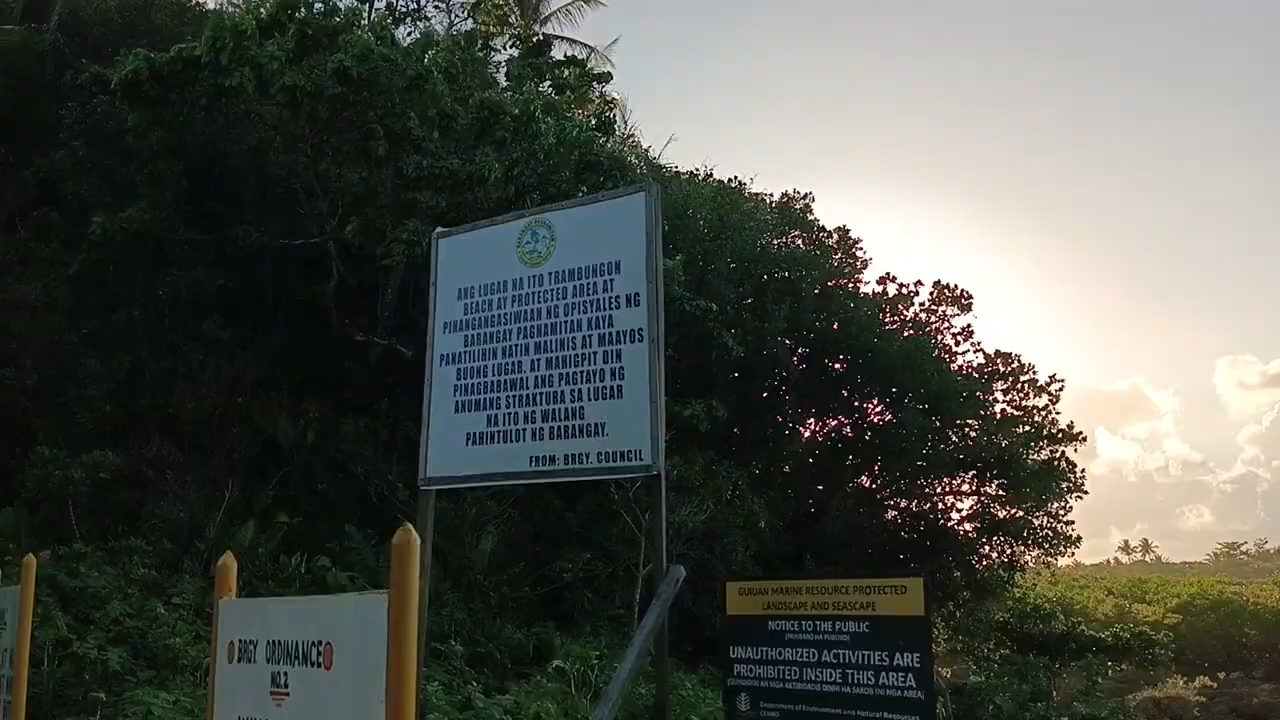 ANG LUGAR NA ITO TRAMBUNGON
BEACH AY PROTECTED AREA AT
PINANGANGASIWAAN NG OPISYALES NG
BARANGAY PAGNAMITAN KAYA
PANATILIHIN NATIN MALINIS AT MAAYOS
BUONG LUGAR. AT MAHIGPIT DIN
PINAGBABAWAL ANG PAGTAYO NG
ANUMANG STRAKTURA SA LUGAR
NA ITO NG WALANG
PAHINTULOT NG BARANGAY.
FROM: BRGY. COUNCIL
BRGY ORDINANCE
NO.2
GUIUAN MARINE RESOURCE PROTECTED
LANDSCAPE AND SEASCAPE
NOTICE TO THE PUBLIC
(PAHIBARO HA PUBLIKO)
UNAUTHORIZED ACTIVITIES ARE
PROHIBITED INSIDE THIS AREA
AN MGA AKTIBIDADIS DINHI HA SAKOB INI NGA AREA)
Department of Environment and Natural Resources
CENRO